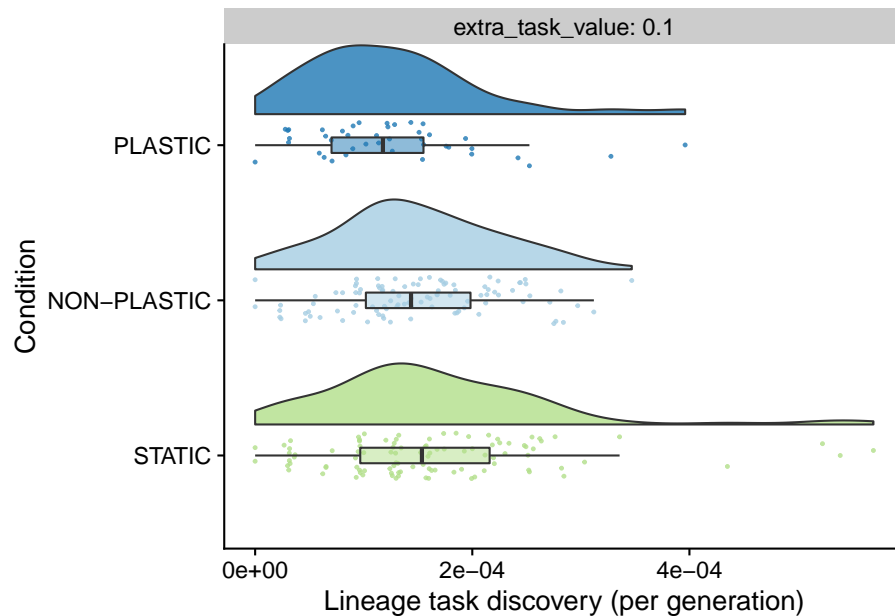 extra_task_value: 0.1
PLASTIC
NON−PLASTIC
STATIC
Condition
0e+00 2e−04 4e−04
Lineage task discovery (per generation)